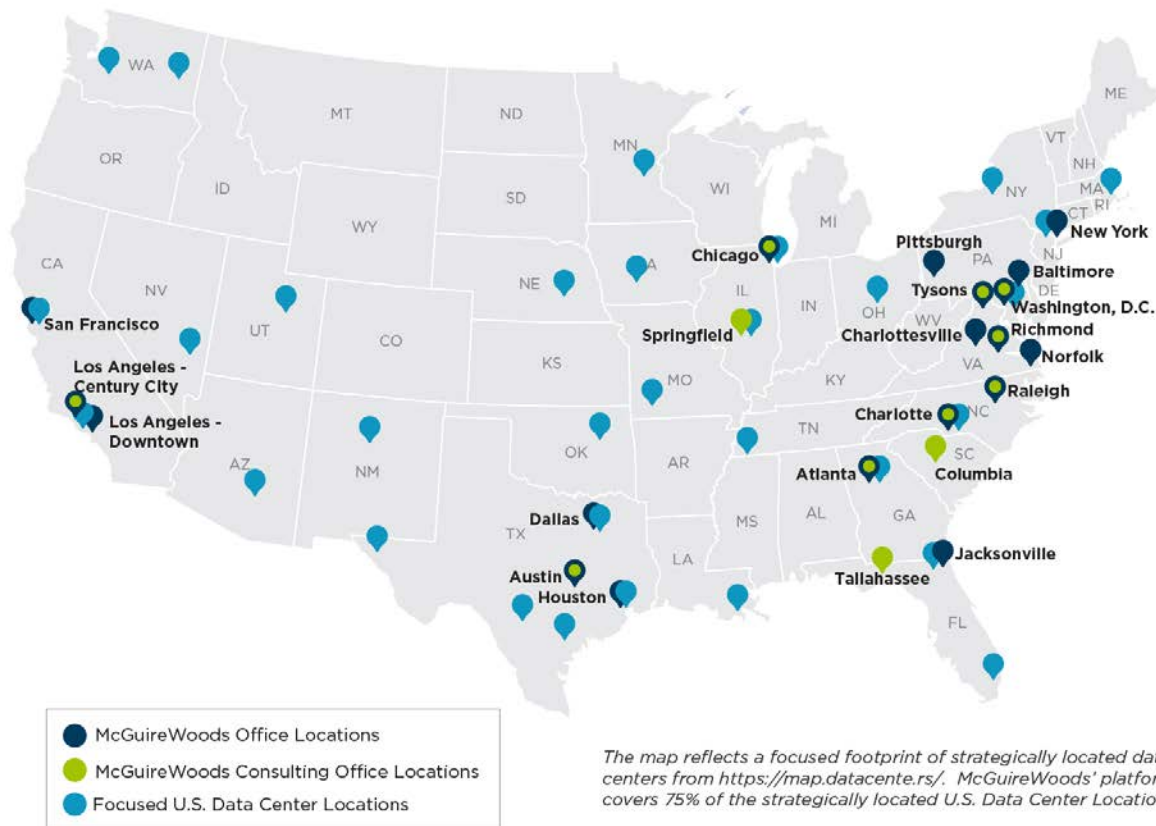 WA
MT
ND
MN
ME
VT
NH
OR
ID
SD
WI
MI
NY
MA
RI
CT
WY
New York
Pittsburgh
PA
NJ
Baltimore
CA
NV
NE
IA
Chicago
IL
IN
OH
Tysons
DE
Washington, D.C.
WV
Richmond
San Francisco
UT
CO
Springfield
Charlottesville
Norfolk
KS
MO
KY
VA
Los Angeles -
Century City
Raleigh
Los Angeles -
Downtown
TN
Charlotte
NC
AZ
NM
OK
AR
SC
Columbia
Atlanta
Dallas
TX
MS
AL
GA
LA
Jacksonville
Tallahassee
Austin
Houston
FL
McGuireWoods Office Locations
McGuireWoods Consulting Office Locations
Focused U.S. Data Center Locations
The map reflects a focused footprint of strategically located dat
centers from https://map.datacente.rs/. McGuireWoods' platfor
covers 75% of the strategically located U.S. Data Center Locatio